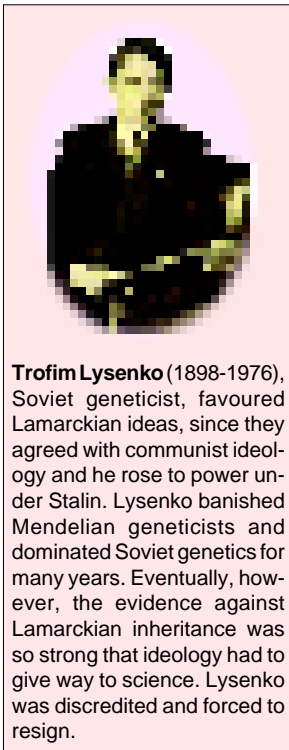 Trofim Lysenko (1898-1976),
Soviet geneticist, favoured
Lamarckian ideas, since they
agreed with communist ideol-
ogy and he rose to power un-
der Stalin. Lysenko banished
Mendelian geneticists and
dominated Soviet genetics for
many years. Eventually, how-
ever, the evidence against
Lamarckian inheritance was
so strong that ideology had to
give way to science. Lysenko
was discredited and forced to
resign.